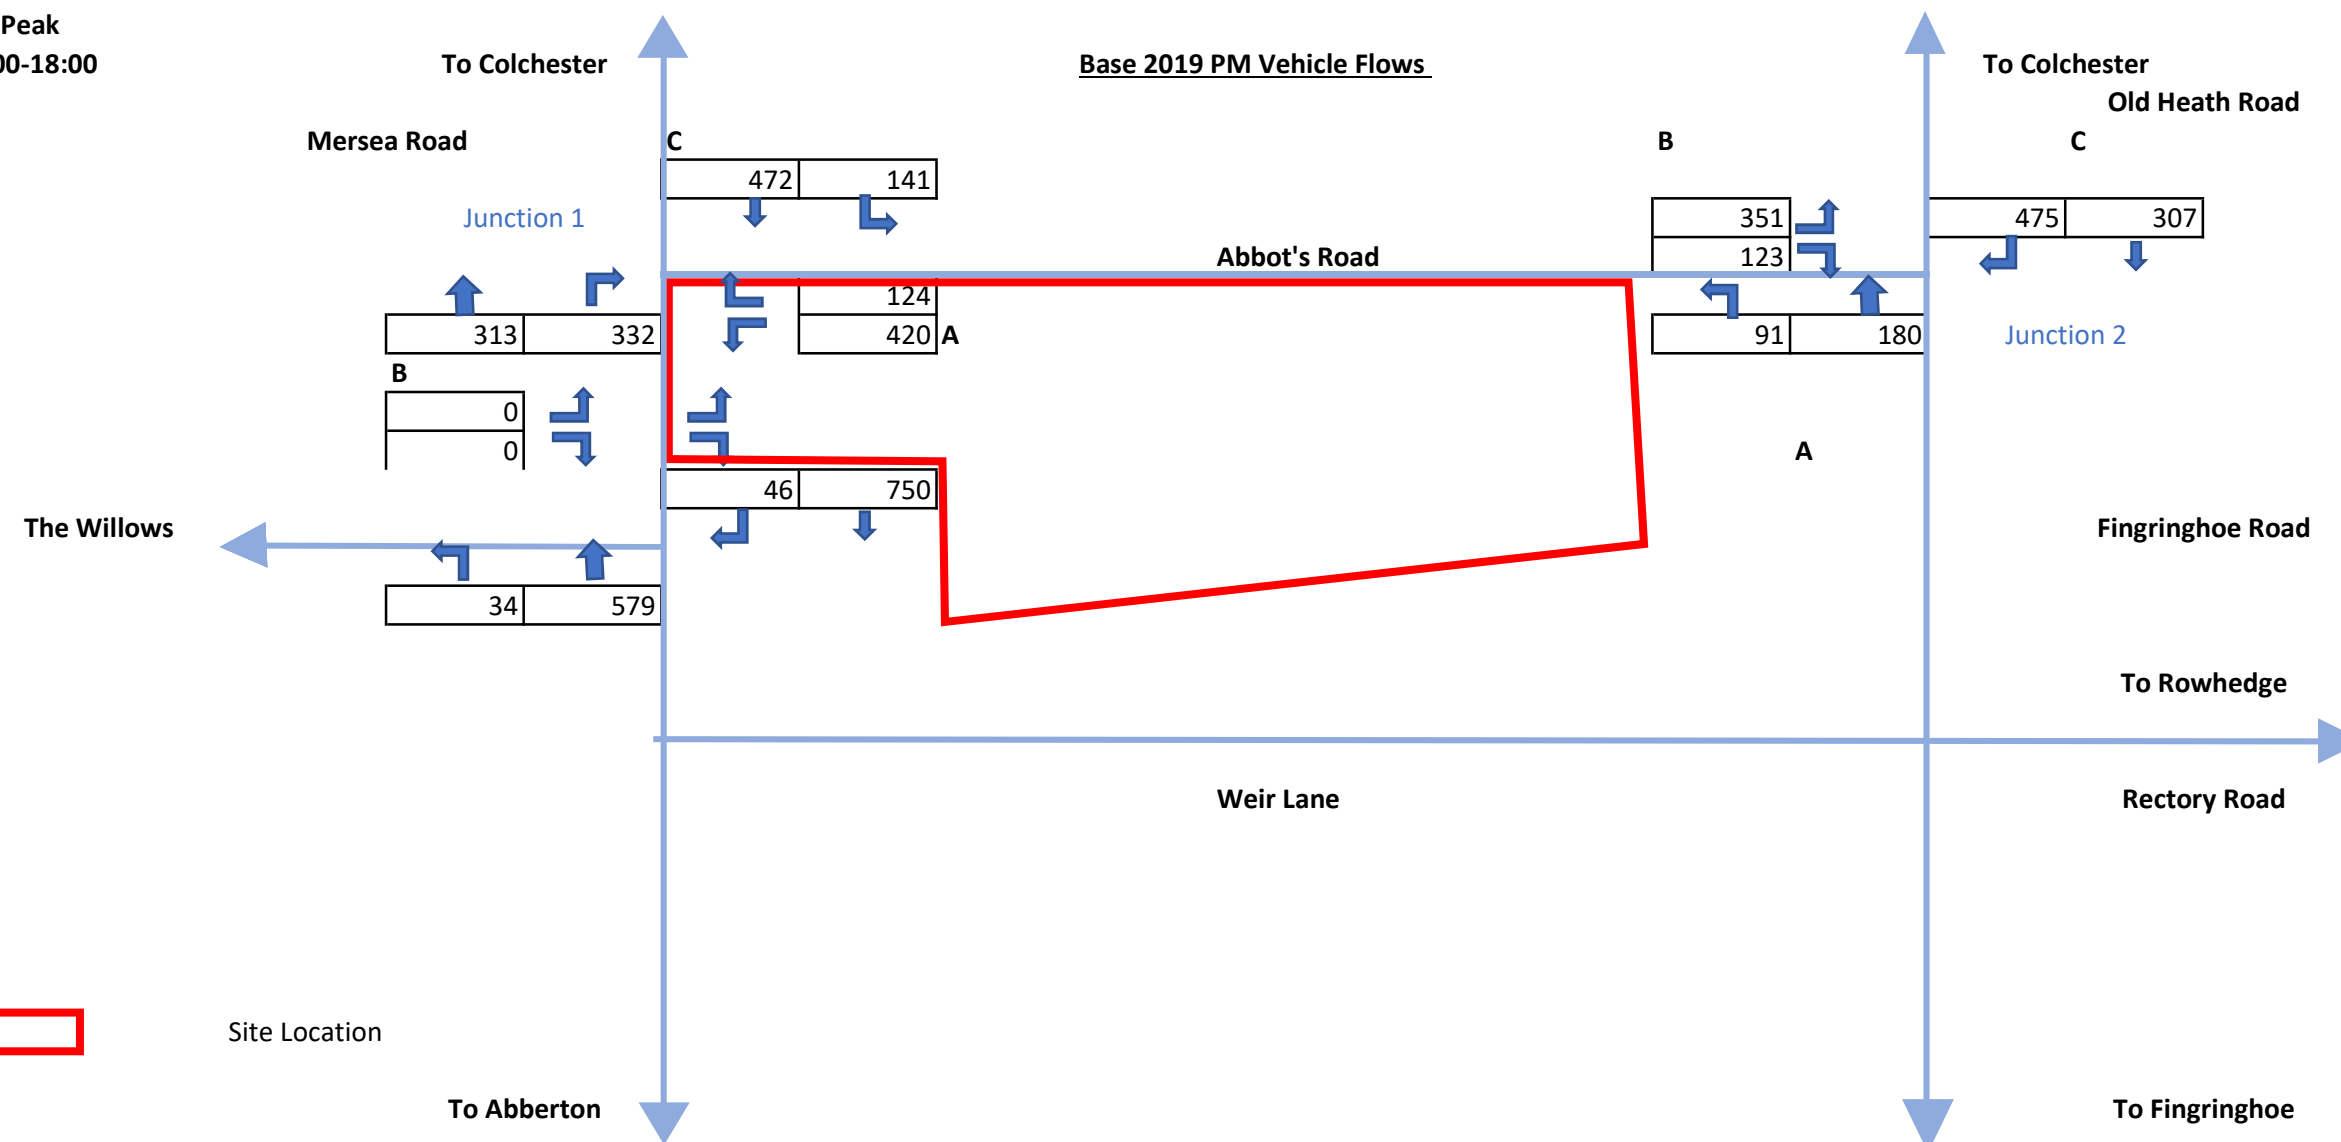 Peak
00-18:00
To Colchester
Base 2019 PM Vehicle Flows
To Colchester
Old Heath Road
Mersea Road
C
B
C
472 141
Junction 1
351
475 307
Abbot's Road
123
124
313 332
420 A
91 180
Junction 2
B
0
0
A
46 750
The Willows
Fingringhoe Road
34 579
To Rowhedge
Weir Lane
Rectory Road
Site Location
To Abberton
To Fingringhoe